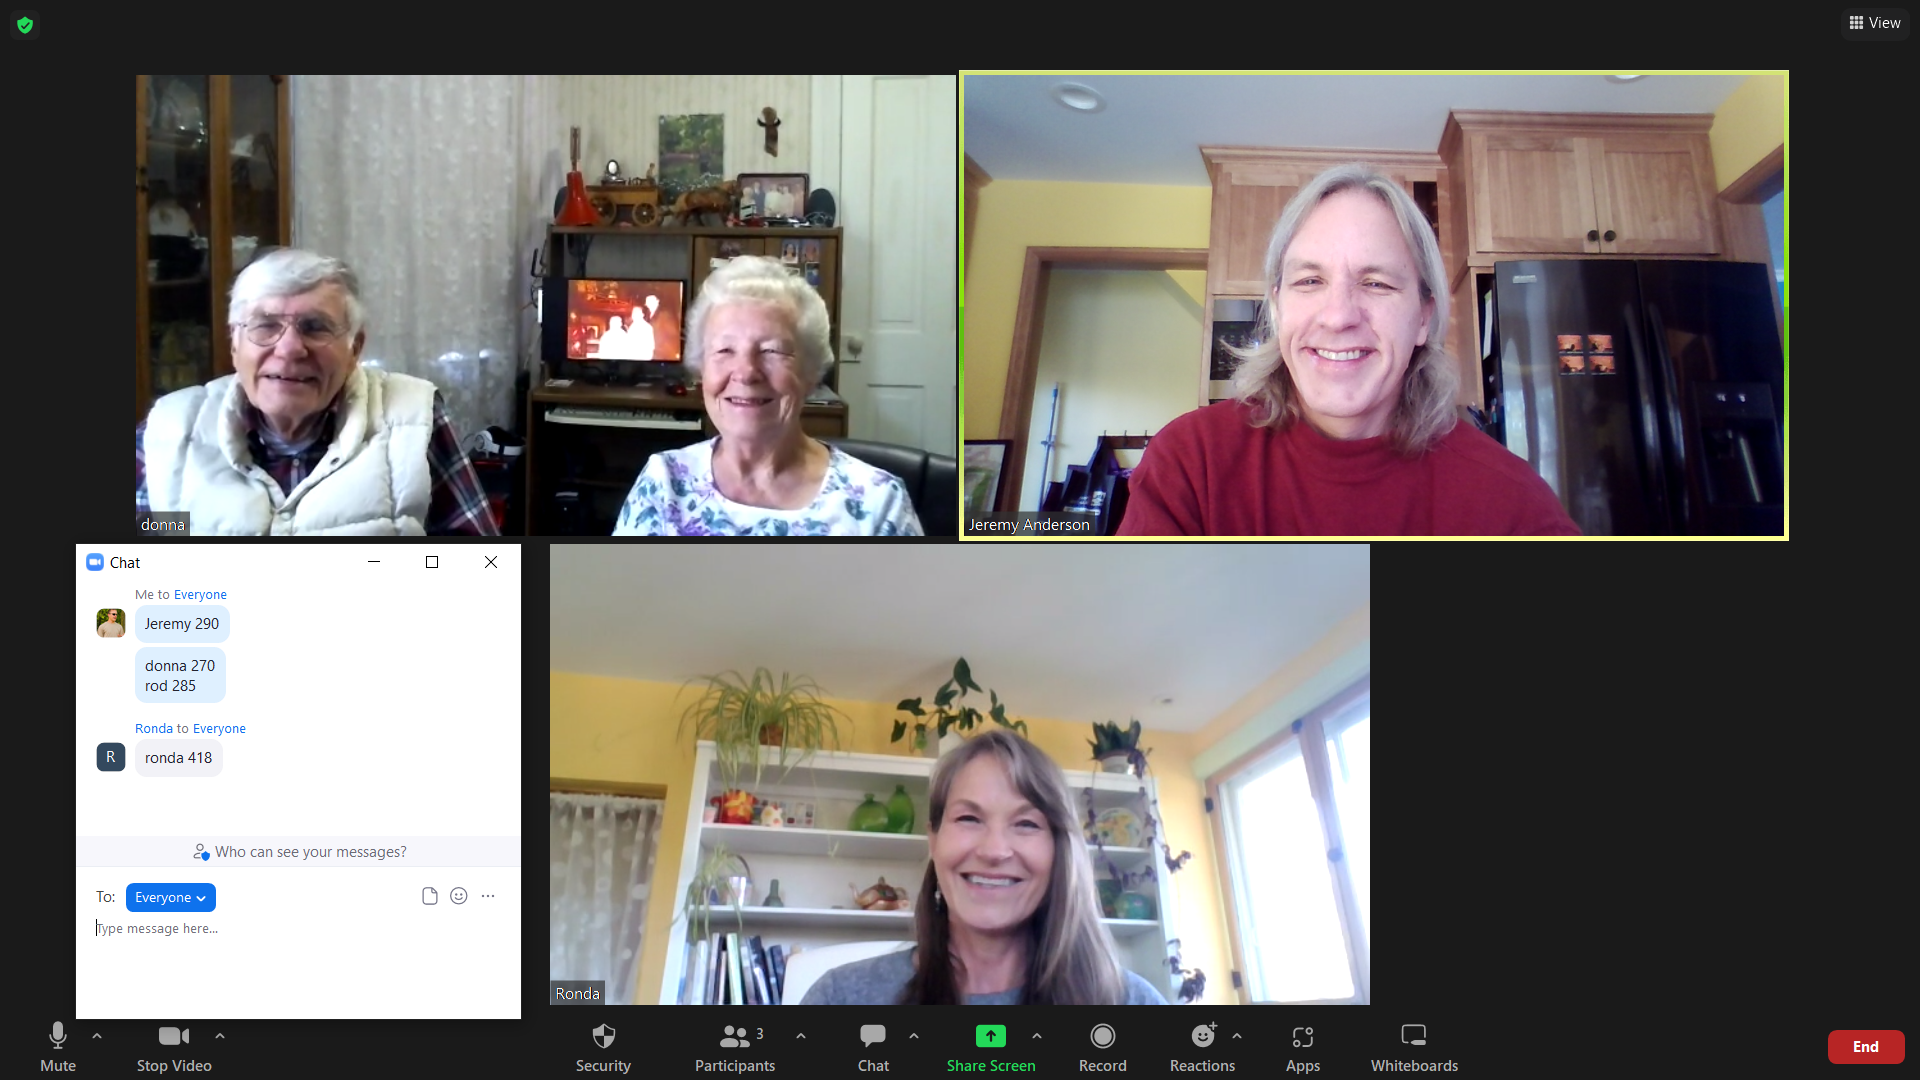 View
donna
Jeremy Anderson
Chat
Me to Everyone
Jeremy 290
donna 270
rod 285
Ronda to Everyone
R
ronda 418
Who can see your messages?
To: Everyone
Type message here...
Ronda
Mute
Stop Video
Security
3
Participants
Chat
Share Screen
Record
Reactions
Apps
Whiteboards
End